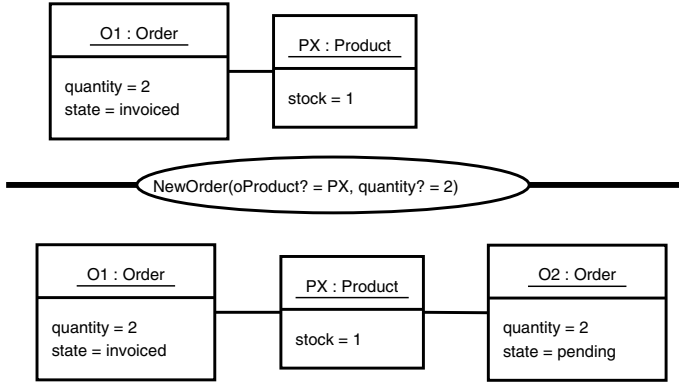 O1 : Order
PX : Product
quantity = 2
state = invoiced
stock = 1
NewOrder(oProduct? = PX, quantity? = 2)
O1 : Order
PX : Product
O2 : Order
quantity = 2
state = invoiced
stock = 1
quantity = 2
state = pending